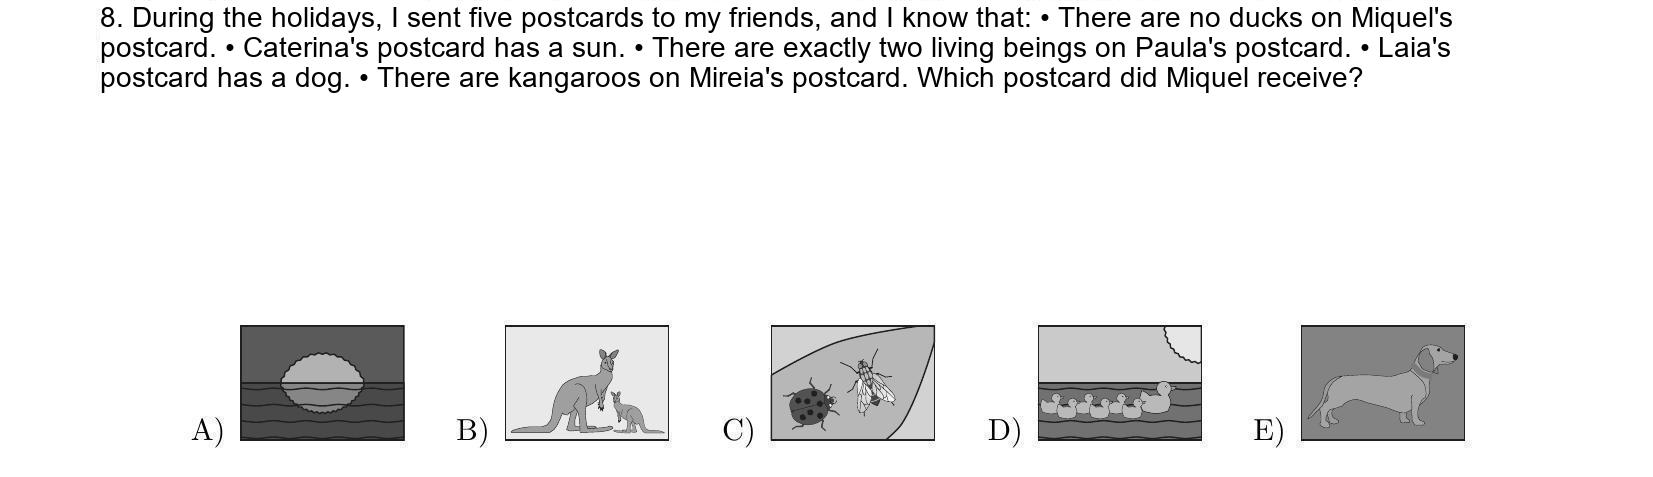 8. During the holidays, I sent five postcards to my friends, and I know that: • There are no ducks on Miquel's
postcard. • Caterina's postcard has a sun. • There are exactly two living beings on Paula's postcard. • Laia's
postcard has a dog. • There are kangaroos on Mireia's postcard. Which postcard did Miquel receive?
A) B) C) D) E)